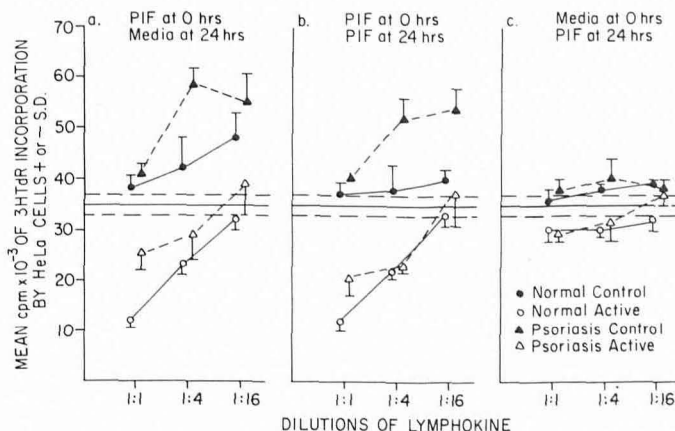 a. PIF at 0 hrs
Media at 24 hrs
b. PIF at 0 hrs
PIF at 24 hrs
c. Media at 0 hrs
PIF at 24 hrs
MEAN cpm x 10⁻³ OF 3HTdR INCORPORATION
BY HeLa CELLS + or – S.D.
70
60
50
40
30
20
10
● Normal Control
○ Normal Active
▲ Psoriasis Control
△ Psoriasis Active
1:1 1:4 1:16
1:1 1:4 1:16
1:1 1:4 1:16
DILUTIONS OF LYMPHOKINE